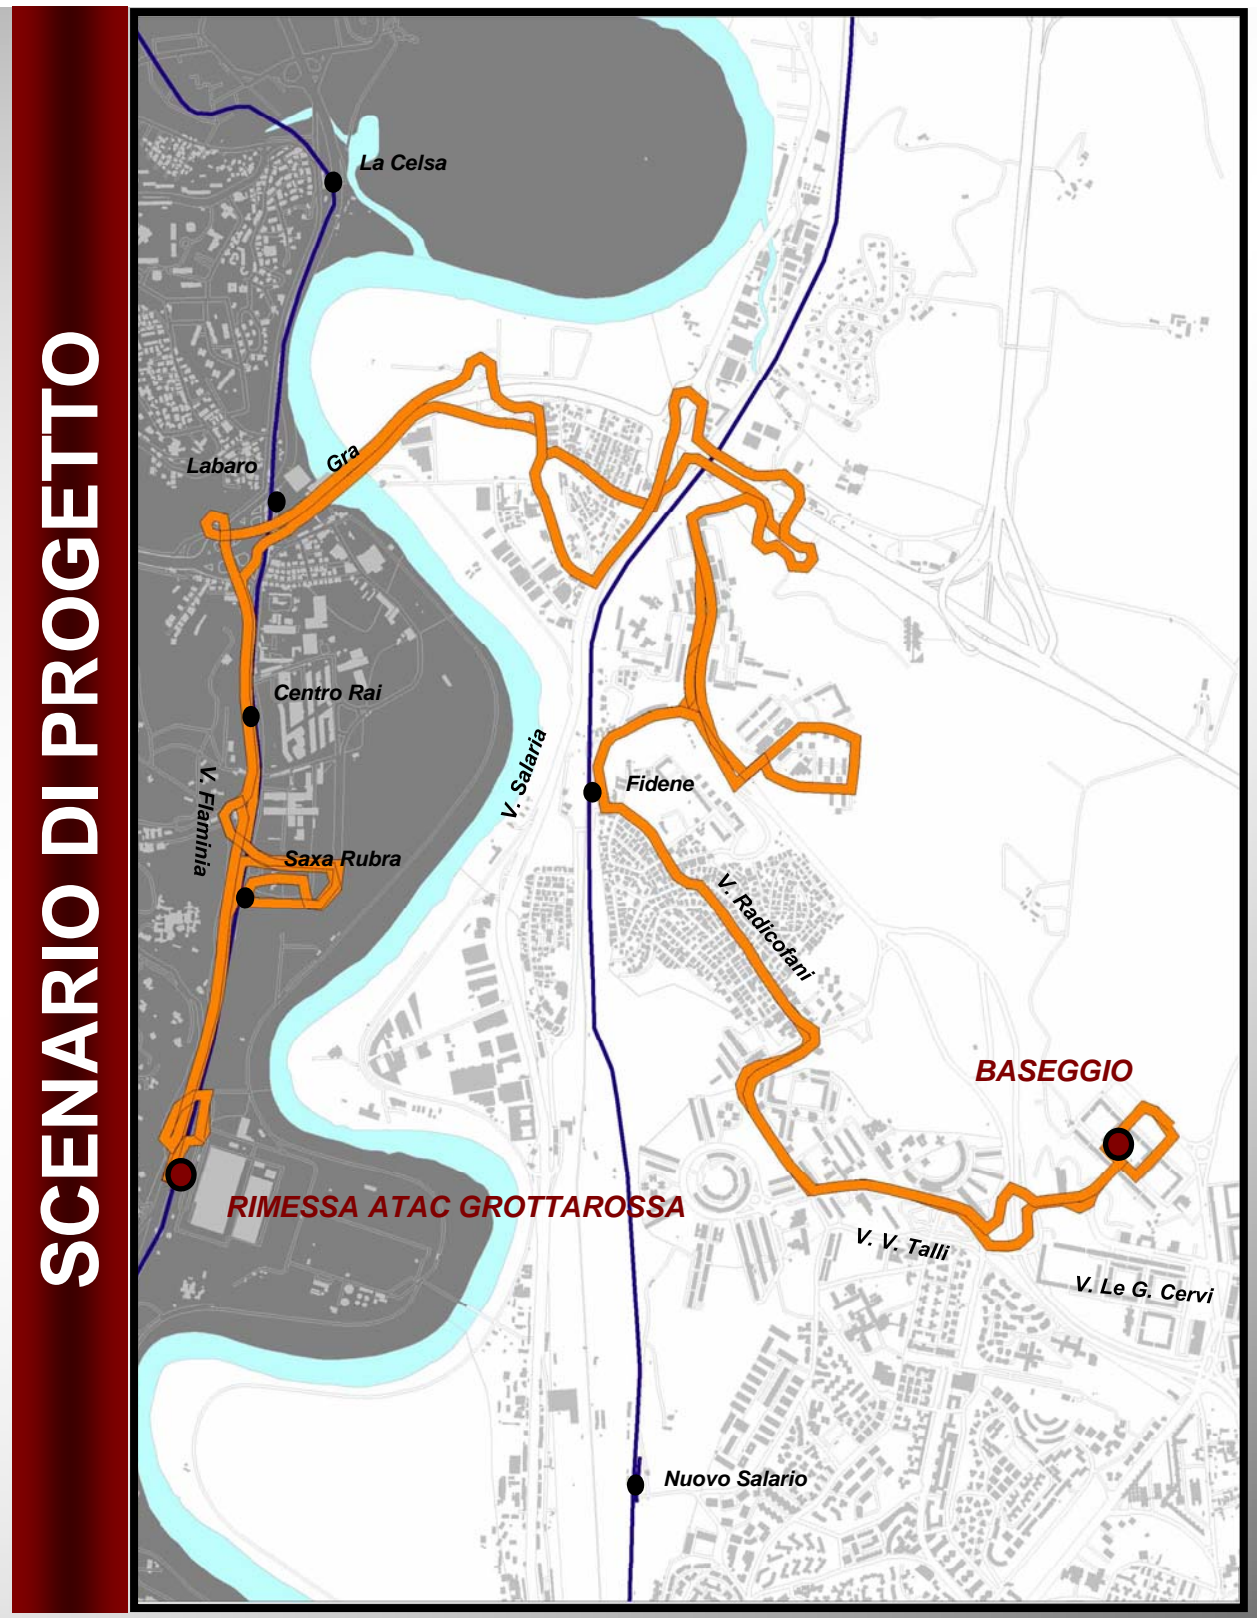 SCENARIO DI PROGETTO
La Celsa
Labaro
Gra
Centro Rai
V. Flaminia
V. Salaria
Fidene
Saxa Rubra
V. Radicofani
BASEGGIO
RIMESSA ATAC GROTTAROSSA
V. V. Talli
V. Le G. Cervi
Nuovo Salario